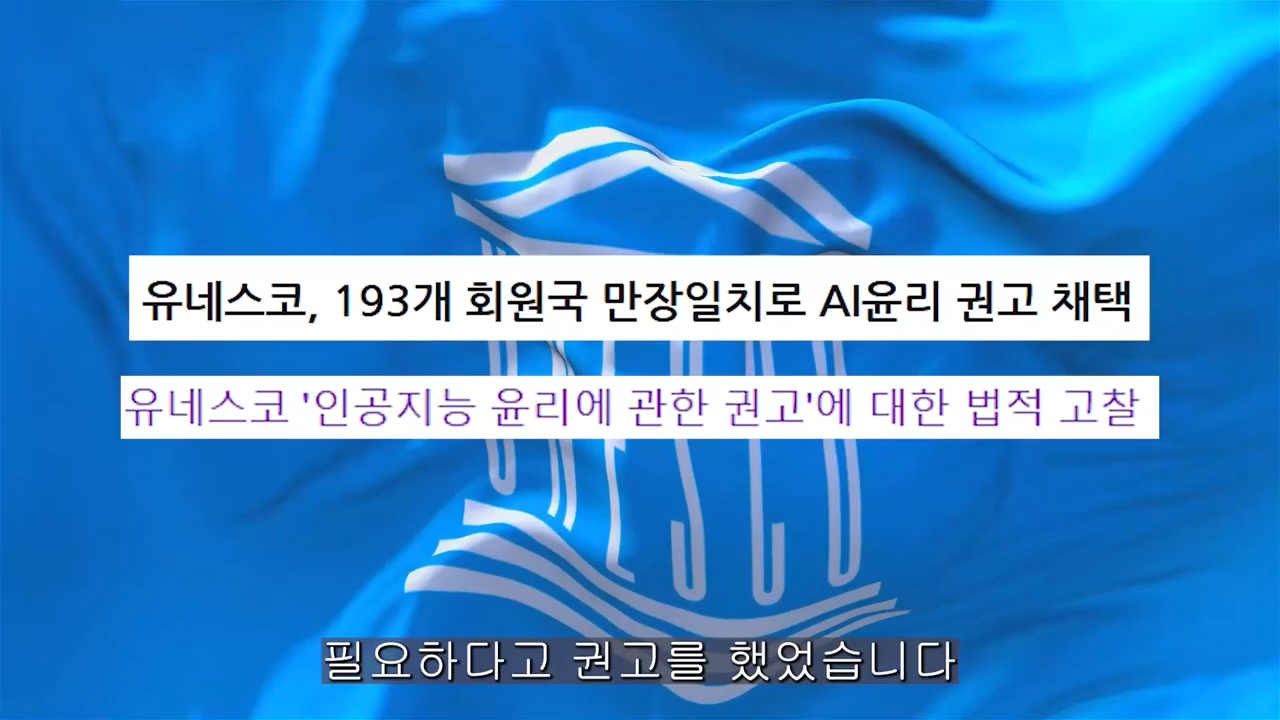 유네스코, 193개 회원국 만장일치로 AI윤리 권고 채택
유네스코 '인공지능 윤리에 관한 권고'에 대한 법적 고찰
필요하다고 권고를 했었습니다